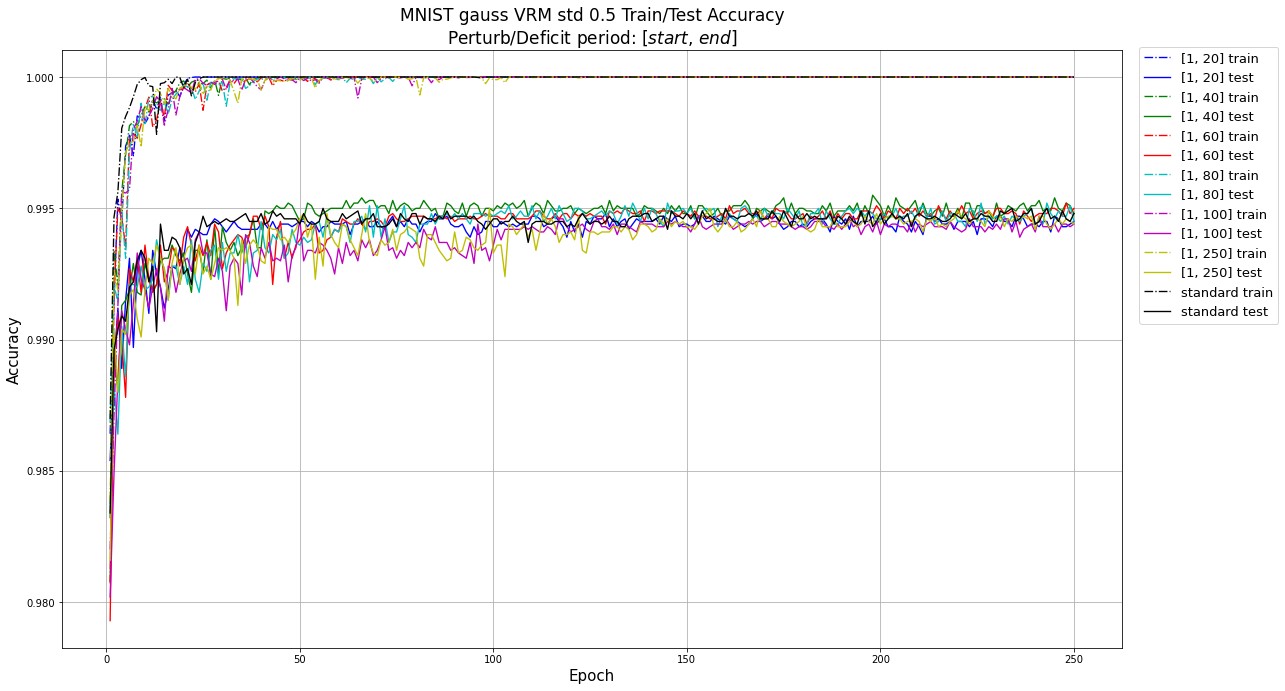 MNIST gauss VRM std 0.5 Train/Test Accuracy
Perturb/Deficit period: [start, end]
1.000
0.995
0.990
0.985
0.980
Accuracy
0 50 100 150 200 250
Epoch
[1, 20] train
[1, 20] test
[1, 40] train
[1, 40] test
[1, 60] train
[1, 60] test
[1, 80] train
[1, 80] test
[1, 100] train
[1, 100] test
[1, 250] train
[1, 250] test
standard train
standard test